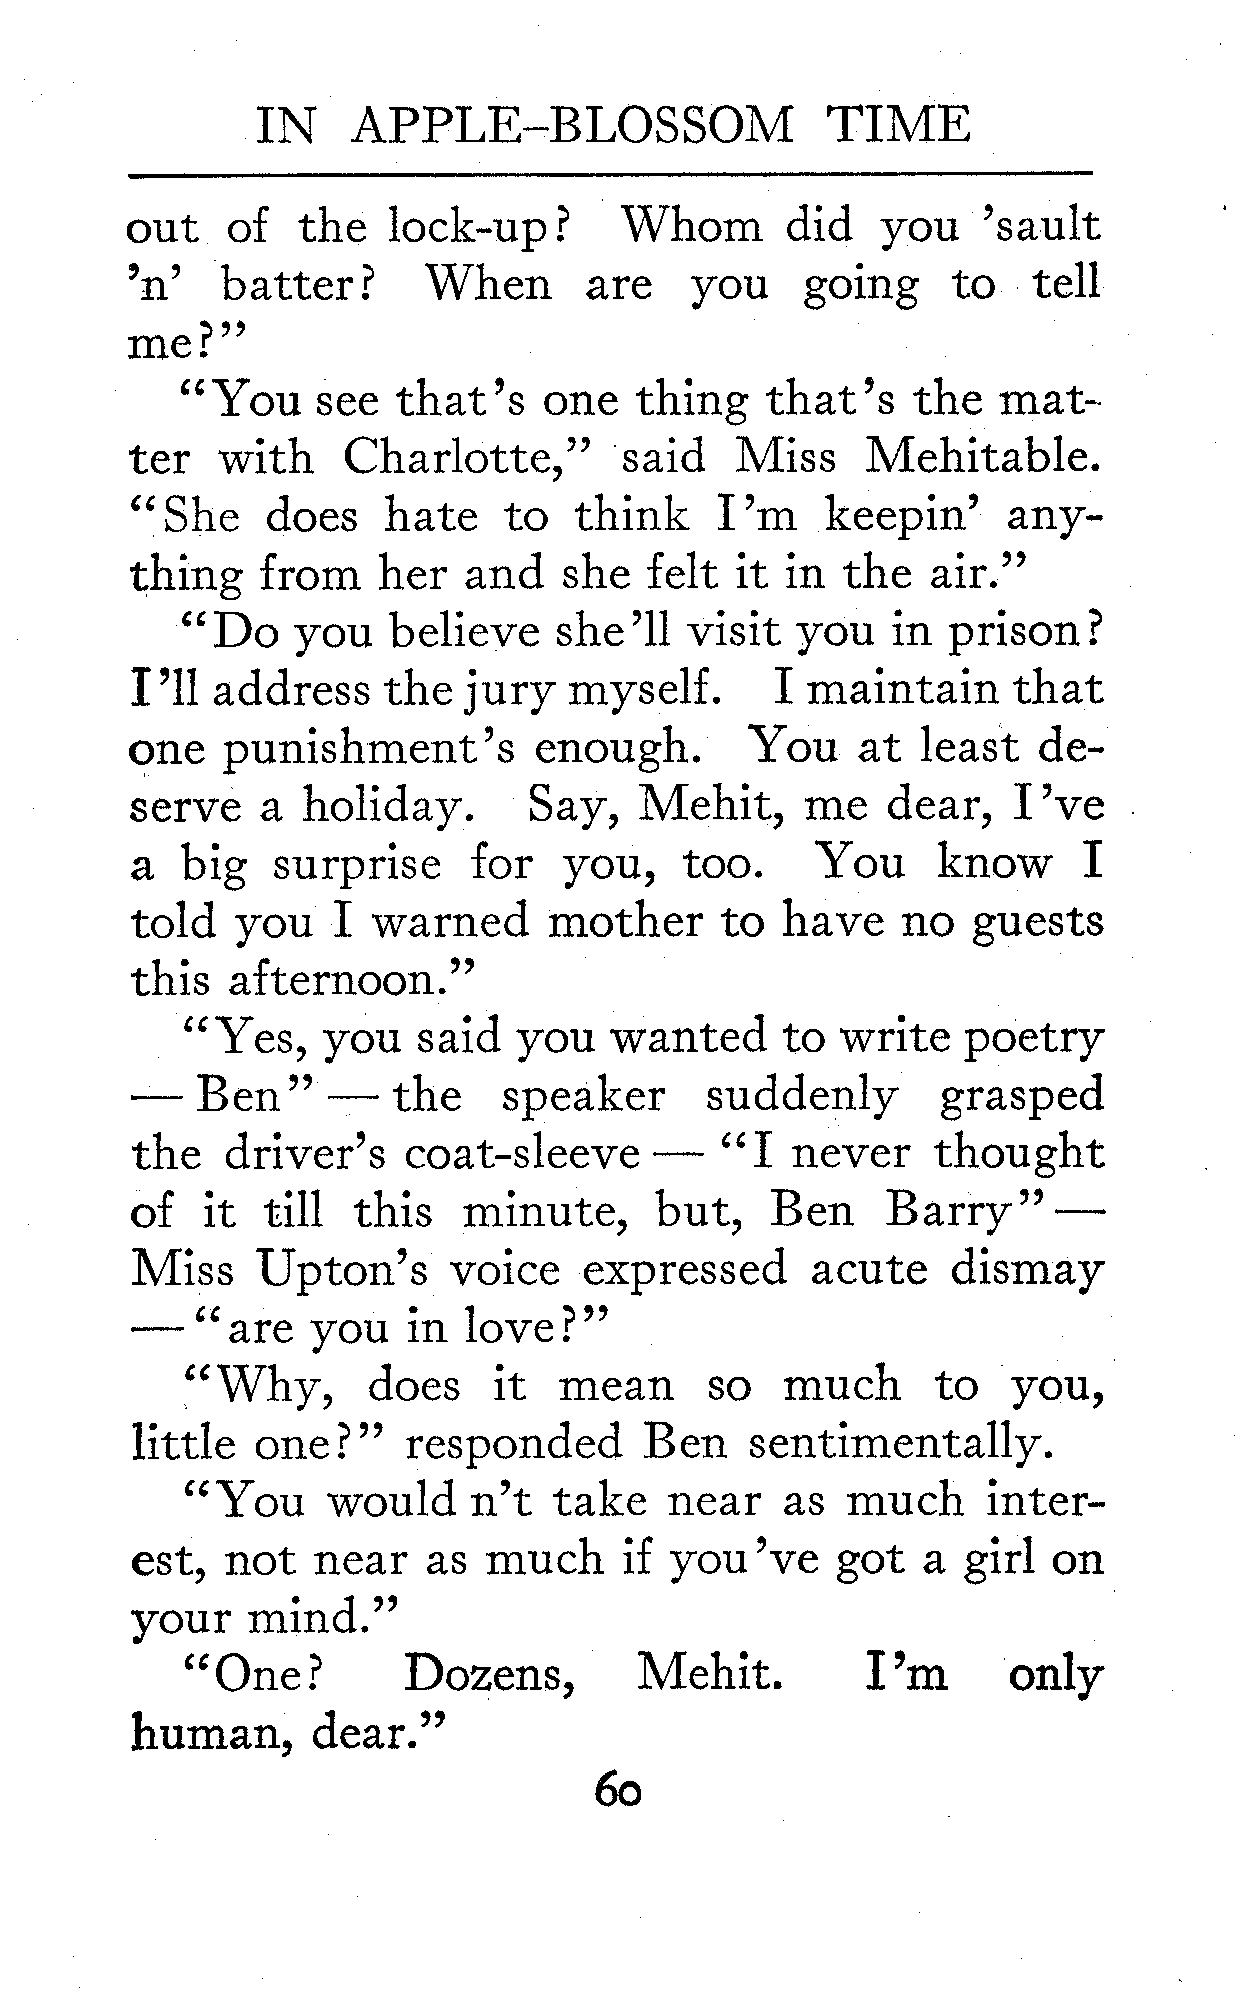 IN APPLE-BLOSSOM TIME
out of the lock-up? Whom did you 'sault
'n' batter? When are you going to tell
me?"
"You see that's one thing that's the mat-
ter with Charlotte," said Miss Mehitable.
"She does hate to think I'm keepin' any-
thing from her and she felt it in the air."
"Do you believe she'll visit you in prison?
I'll address the jury myself. I maintain that
one punishment's enough. You at least de-
serve a holiday. Say, Mehit, me dear, I've
a big surprise for you, too. You know I
told you I warned mother to have no guests
this afternoon."
"Yes, you said you wanted to write poetry
— Ben" — the speaker suddenly grasped
the driver's coat-sleeve — "I never thought
of it till this minute, but, Ben Barry" —
Miss Upton's voice expressed acute dismay
— "are you in love?"
"Why, does it mean so much to you,
little one?" responded Ben sentimentally.
"You would n't take near as much inter-
est, not near as much if you've got a girl on
your mind."
"One? Dozens, Mehit. I'm only
human, dear."
60